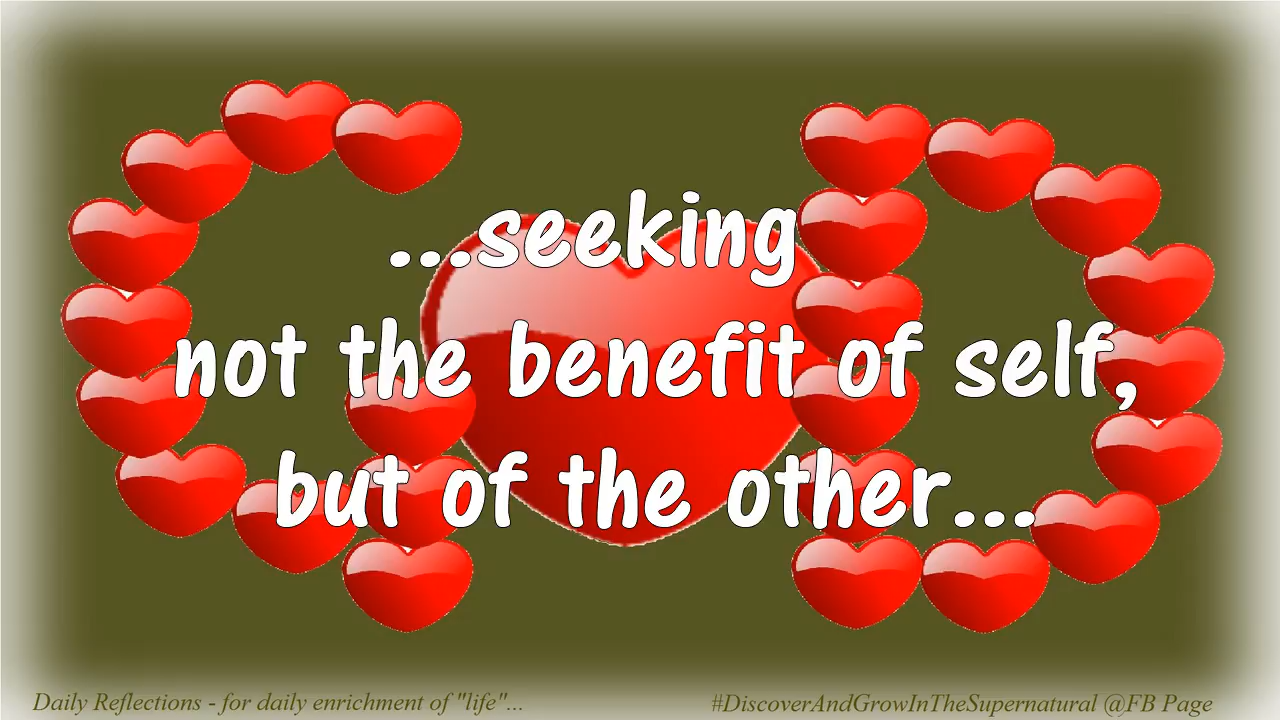 ...seeking
not the benefit of self,
but of the other...
Daily Reflections - for daily enrichment of "life"...
#DiscoverAndGrowInTheSupernatural @FB Page